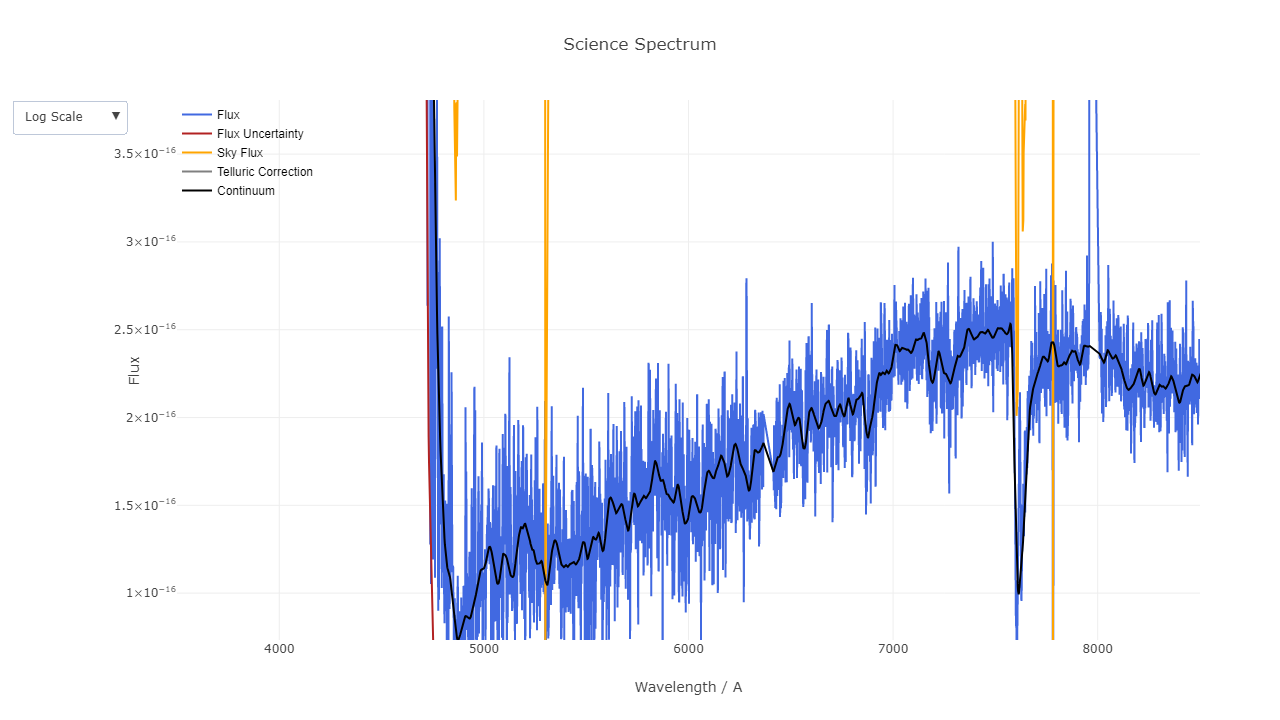 Science Spectrum
Log Scale ▼
Flux
Flux Uncertainty
Sky Flux
Telluric Correction
Continuum
3.5×10⁻¹⁶
3×10⁻¹⁶
2.5×10⁻¹⁶
2×10⁻¹⁶
1.5×10⁻¹⁶
1×10⁻¹⁶
Flux
4000 5000 6000 7000 8000
Wavelength / A